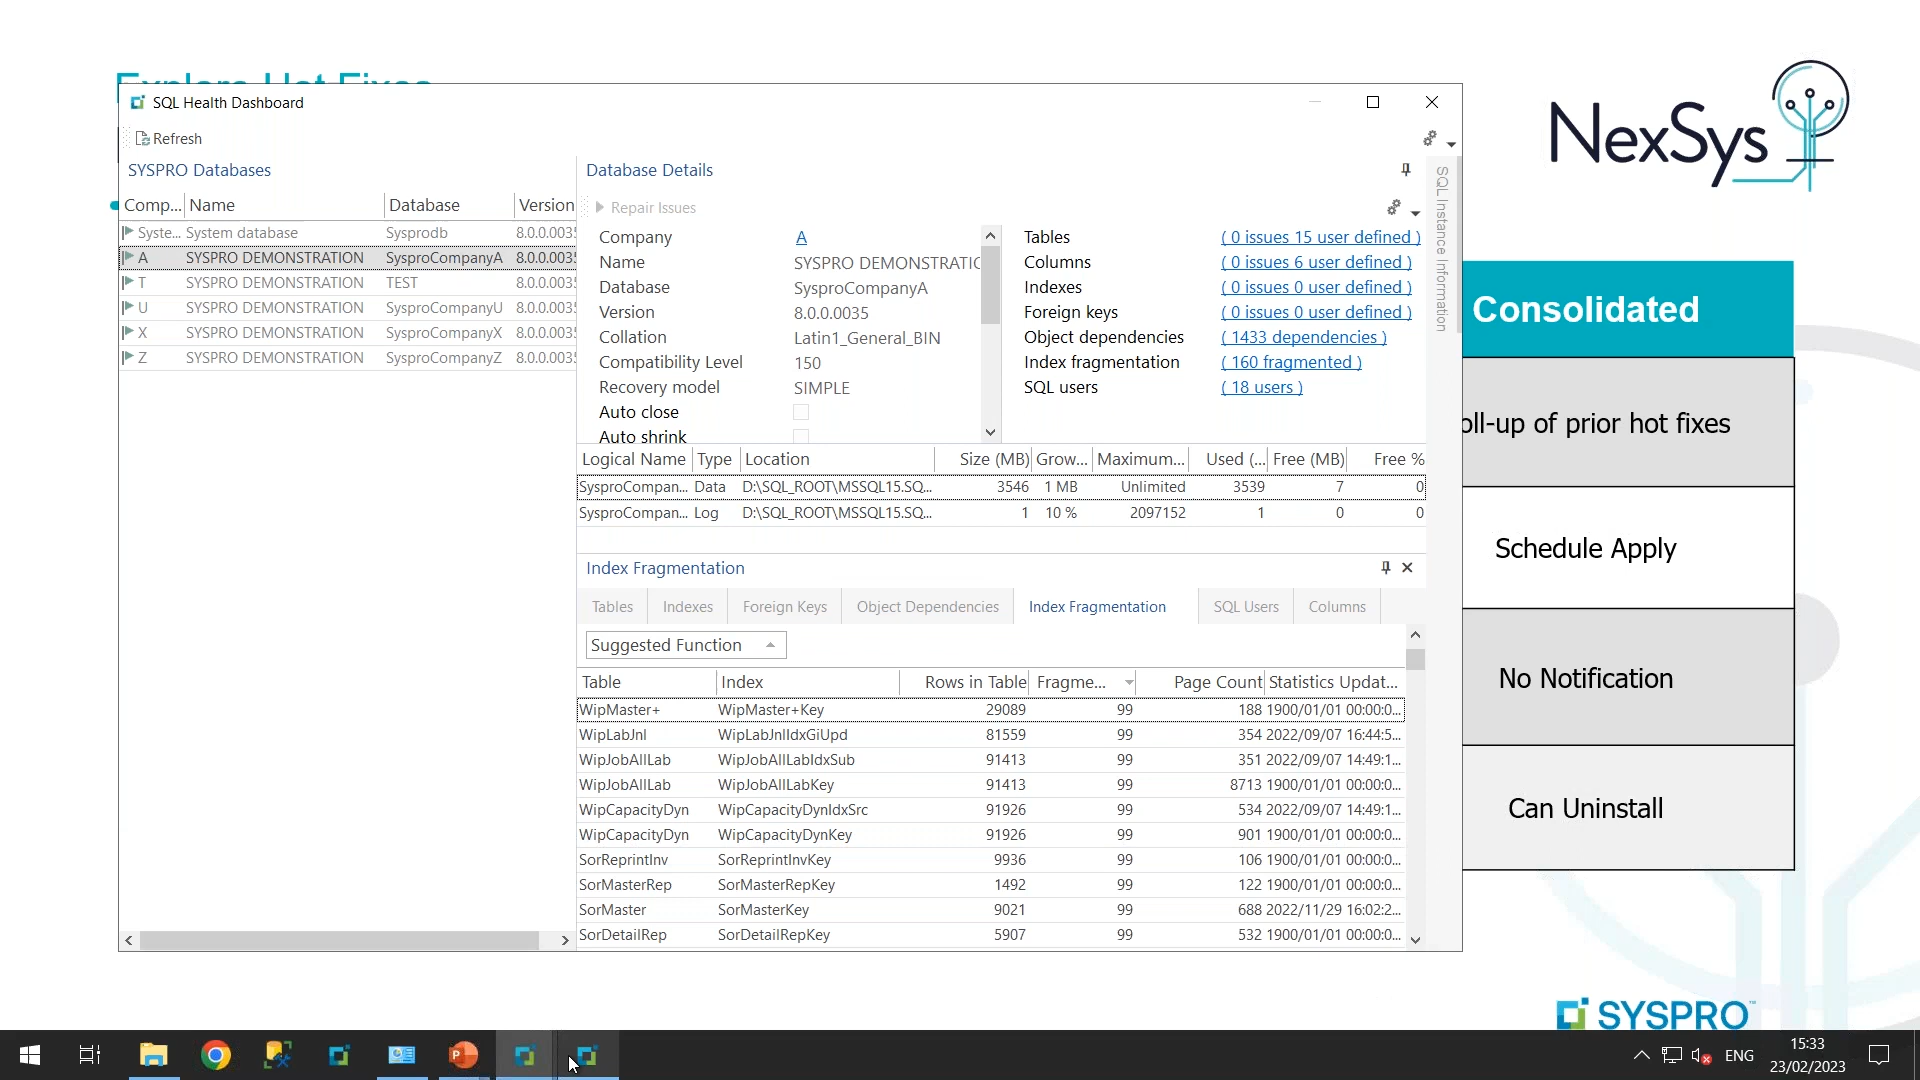 Explore Hot Fixes
SQL Health Dashboard
Refresh
SYSPRO Databases
Comp... Name Database Version
Syste... System database Sysprodb 8.0.0.0035
A SYSPRO DEMONSTRATION SysproCompanyA 8.0.0.0035
T SYSPRO DEMONSTRATION TEST 8.0.0.0035
U SYSPRO DEMONSTRATION SysproCompanyU 8.0.0.0035
X SYSPRO DEMONSTRATION SysproCompanyX 8.0.0.0035
Z SYSPRO DEMONSTRATION SysproCompanyZ 8.0.0.0035
Database Details
Repair Issues
Company A
Name SYSPRO DEMONSTRATIC
Database SysproCompanyA
Version 8.0.0.0035
Collation Latin1_General_BIN
Compatibility Level 150
Recovery model SIMPLE
Auto close
Auto shrink
Tables ( 0 issues 15 user defined )
Columns ( 0 issues 6 user defined )
Indexes ( 0 issues 0 user defined )
Foreign keys ( 0 issues 0 user defined )
Object dependencies ( 1433 dependencies )
Index fragmentation ( 160 fragmented )
SQL users ( 18 users )
SQL Instance Information
Logical Name Type Location Size (MB) Grow... Maximum... Used (... Free (MB) Free %
SysproCompan... Data D:\SQL_ROOT\MSSQL15.SQ... 3546 1 MB Unlimited 3539 7 0
SysproCompan... Log D:\SQL_ROOT\MSSQL15.SQ... 1 10 % 2097152 1 0 0
Index Fragmentation
Tables Indexes Foreign Keys Object Dependencies Index Fragmentation SQL Users Columns
Suggested Function
Table Index Rows in Table Fragme... Page Count Statistics Updat...
WipMaster+ WipMaster+Key 29089 99 188 1900/01/01 00:00:0...
WipLabJnl WipLabJnlIdxGiUpd 81559 99 354 2022/09/07 16:44:5...
WipJobAllLab WipJobAllLabIdxSub 91413 99 351 2022/09/07 14:49:1...
WipJobAllLab WipJobAllLabKey 91413 99 8713 1900/01/01 00:00:0...
WipCapacityDyn WipCapacityDynIdxSrc 91926 99 534 2022/09/07 14:49:1...
WipCapacityDyn WipCapacityDynKey 91926 99 901 1900/01/01 00:00:0...
SorReprintInv SorReprintInvKey 9936 99 106 1900/01/01 00:00:0...
SorMasterRep SorMasterRepKey 1492 99 122 1900/01/01 00:00:0...
SorMaster SorMasterKey 9021 99 688 2022/11/29 16:02:2...
SorDetailRep SorDetailRepKey 5907 99 532 1900/01/01 00:00:0...
NexSys
Consolidated
oll-up of prior hot fixes
Schedule Apply
No Notification
Can Uninstall
SYSPRO™
ENG
15:33
23/02/2023